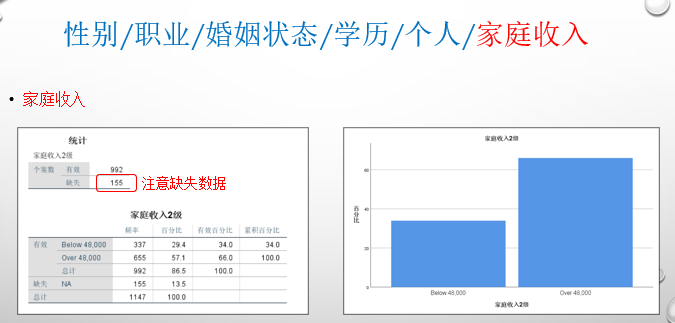 性别/职业/婚姻状态/学历/个人/家庭收入
• 家庭收入
统计
家庭收入2级
个案数 有效 992
缺失 155 注意缺失数据
家庭收入2级
频率 百分比 有效百分比 累积百分比
有效 Below 48,000 337 29.4 34.0 34.0
Over 48,000 655 57.1 66.0 100.0
总计 992 86.5 100.0
缺失 NA 155 13.5
总计 1147 100.0
家庭收入2级
百分比
60
40
20
0
Below 48,000 Over 48,000
家庭收入2级